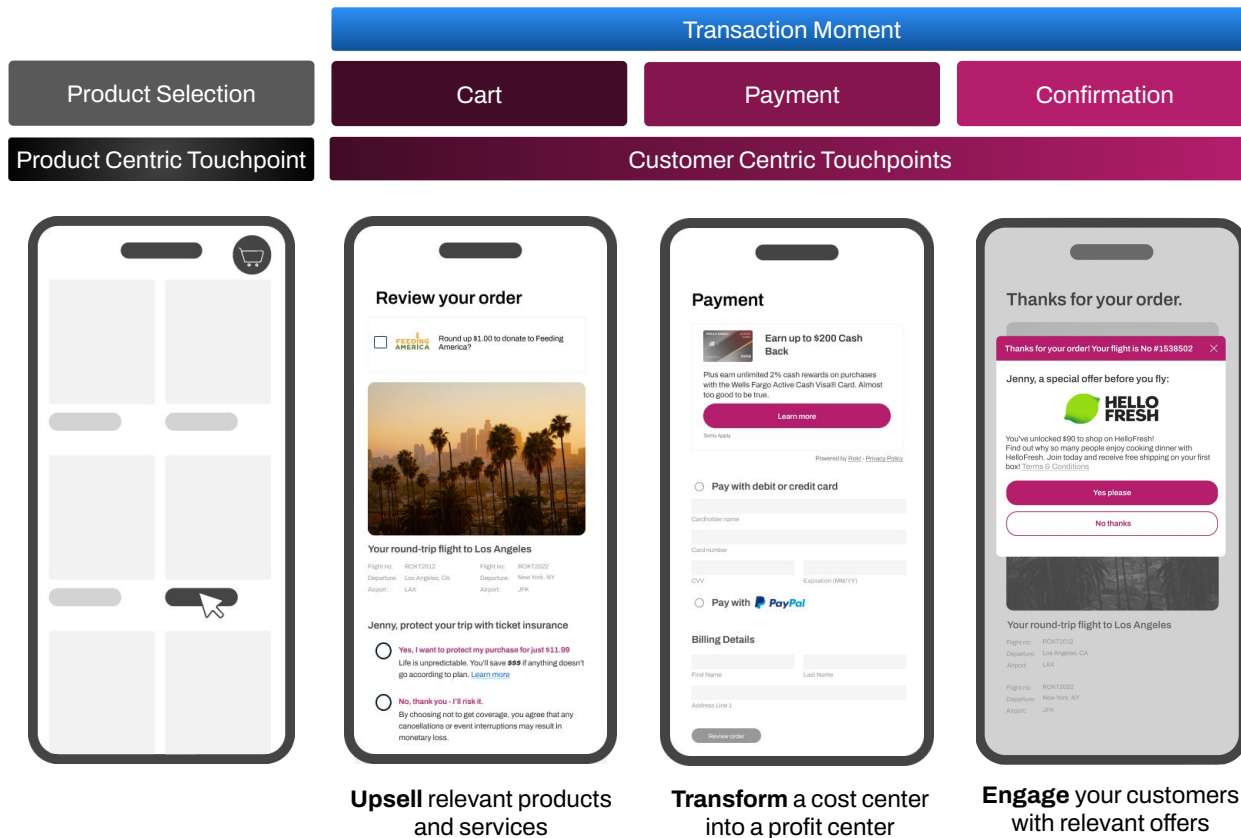 Transaction Moment
Product Selection
Cart
Payment
Confirmation
Product Centric Touchpoint
Customer Centric Touchpoints
Review your order
FEEDING
AMERICA
Round up $1.00 to donate to Feeding
America?
Your round-trip flight to Los Angeles
Flight no: ROKT2012 Flight no: ROKT2022
Departure: Los Angeles, CA Departure: New York, NY
Airport: LAX Airport: JFK
Jenny, protect your trip with ticket insurance
Yes, I want to protect my purchase for just $11.99
Life is unpredictable. You'll save $$$ if anything doesn't
go according to plan. Learn more
No, thank you - I'll risk it.
By choosing not to get coverage, you agree that any
cancellations or event interruptions may result in
monetary loss.
Upsell relevant products
and services
Payment
Earn up to $200 Cash
Back
Plus earn unlimited 2% cash rewards on purchases
with the Wells Fargo Active Cash Visa® Card. Almost
too good to be true.
Learn more
Terms Apply
Powered by Rokt - Privacy Policy
Pay with debit or credit card
Cardholder name
Card number
CVV Expiration (MM/YY)
Pay with PayPal
Billing Details
First Name Last Name
Address Line 1
Review order
Transform a cost center
into a profit center
Thanks for your order.
Thanks for your order! Your flight is No #1538502
Jenny, a special offer before you fly:
HELLO
FRESH
You've unlocked $90 to shop on HelloFresh!
Find out why so many people enjoy cooking dinner with
HelloFresh. Join today and receive free shipping on your first
box! Terms & Conditions
Yes please
No thanks
Your round-trip flight to Los Angeles
Flight no: ROKT2012
Departure: Los Angeles, CA
Airport: LAX
Flight no: ROKT2022
Departure: New York, NY
Airport: JFK
Engage your customers
with relevant offers